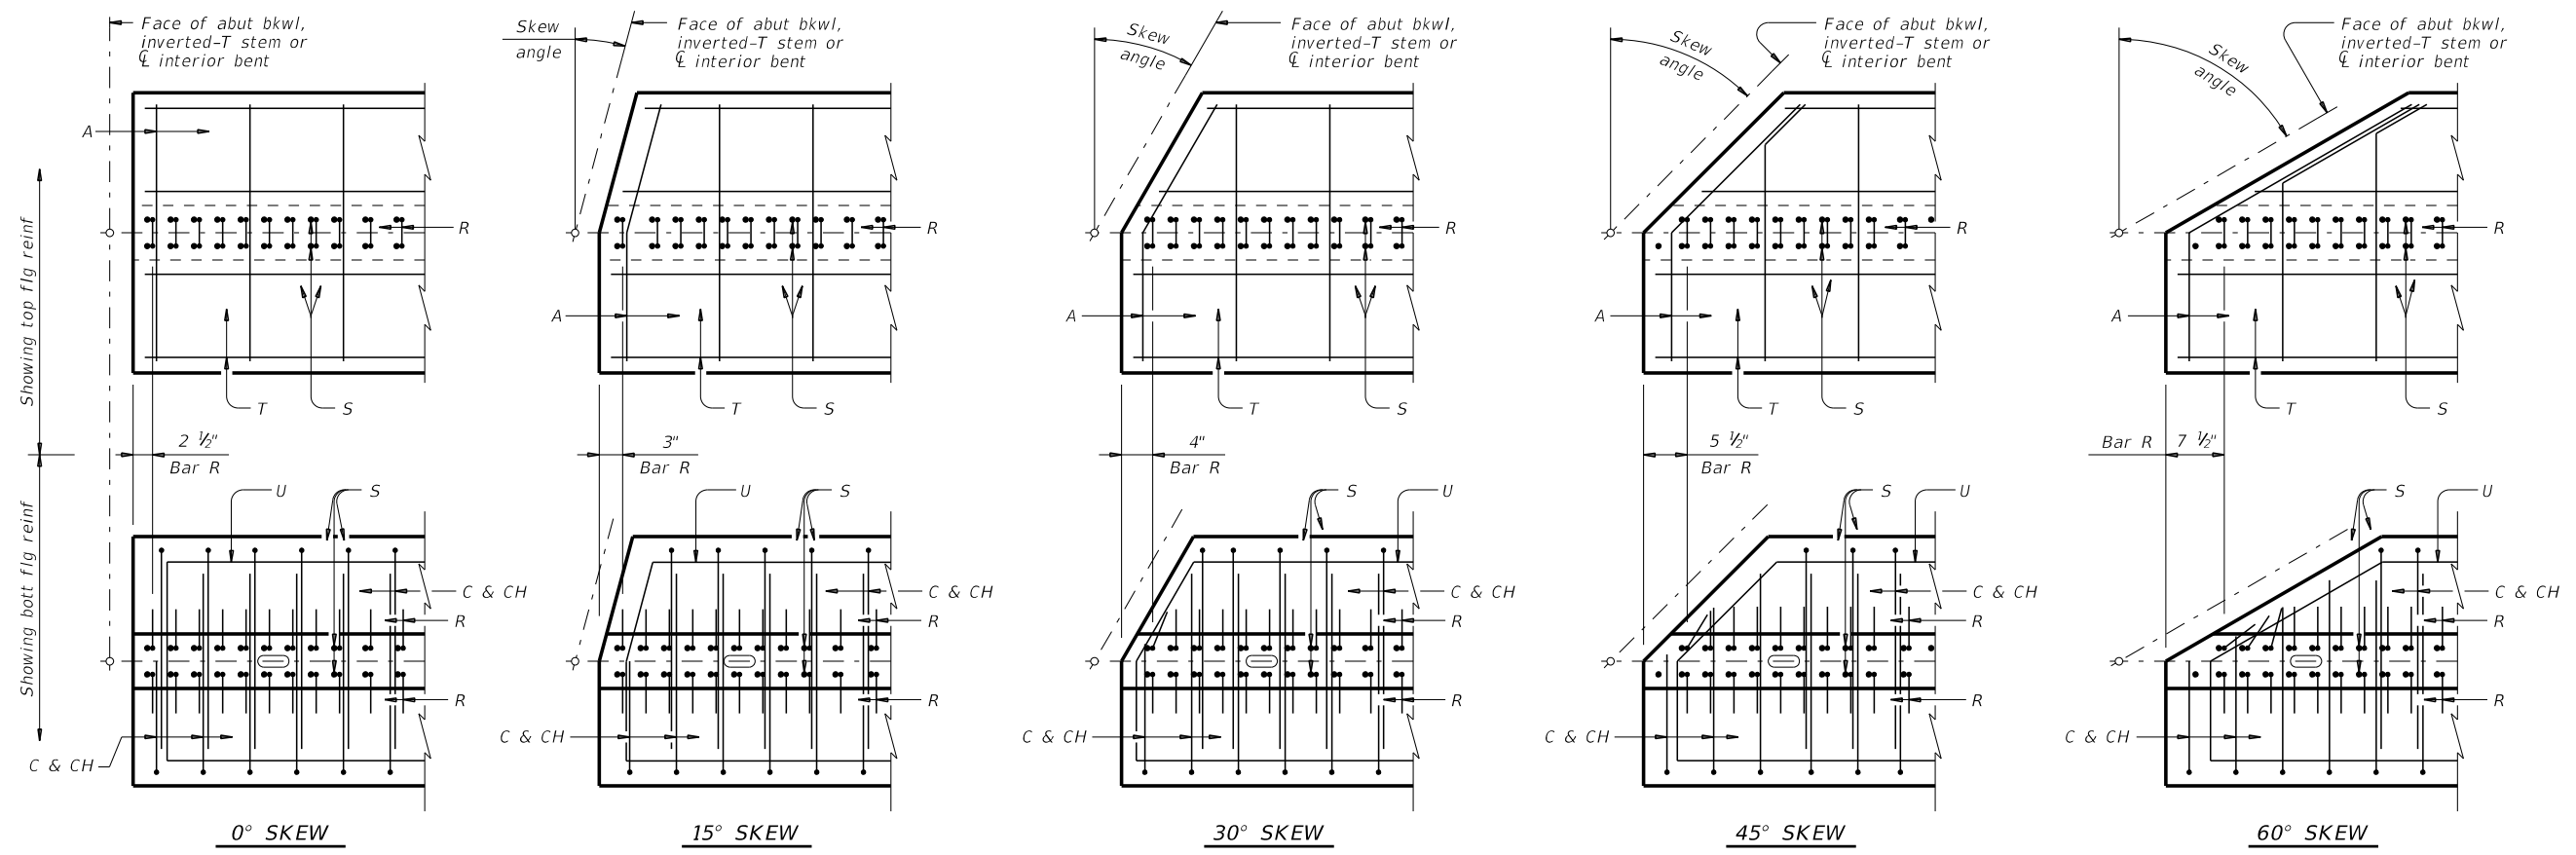 Face of abut bkwl,
inverted-T stem or
℄ interior bent
A
R
T
S
2 ½"
Bar R
U
S
C & CH
R
R
C & CH
0° SKEW
Showing top flg reinf
Showing bott flg reinf
Skew
angle
Face of abut bkwl,
inverted-T stem or
℄ interior bent
R
A
T
S
3"
Bar R
U
S
C & CH
R
R
C & CH
15° SKEW
Skew
angle
Face of abut bkwl,
inverted-T stem or
℄ interior bent
R
A
T
S
4"
Bar R
S
U
C & CH
R
R
C & CH
30° SKEW
Skew
angle
Face of abut bkwl,
inverted-T stem or
℄ interior bent
R
A
T
S
5 ½"
Bar R
S
U
C & CH
R
R
C & CH
45° SKEW
Skew
angle
Face of abut bkwl,
inverted-T stem or
℄ interior bent
R
A
T
S
Bar R 7 ½"
S
U
C & CH
R
R
C & CH
60° SKEW